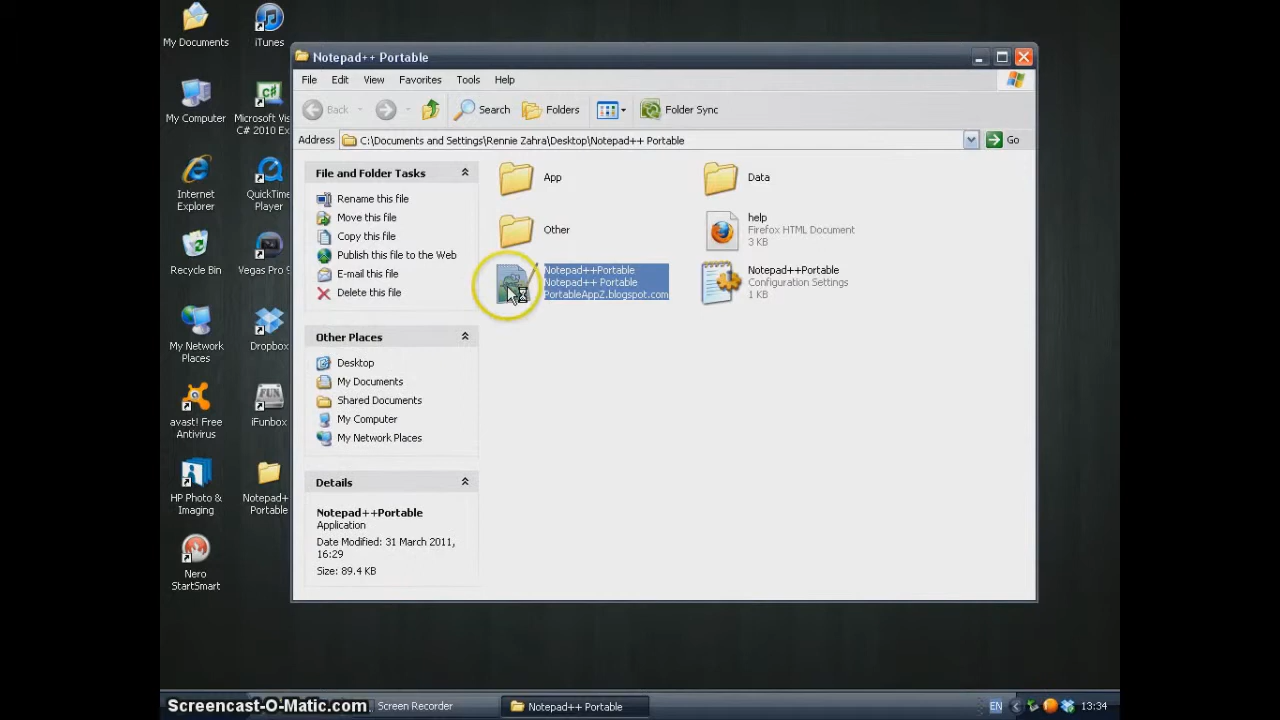 My Documents
iTunes
My Computer
Microsoft Vis
C# 2010 Ex
Internet
Explorer
QuickTime
Player
Recycle Bin
Vegas Pro 9
My Network
Places
Dropbox
avast! Free
Antivirus
iFunbox
HP Photo &
Imaging
Notepad++
Portable
Nero
StartSmart
Notepad++ Portable
File Edit View Favorites Tools Help
Back Search Folders Folder Sync
Address C:\Documents and Settings\Rennie Zahra\Desktop\Notepad++ Portable Go
File and Folder Tasks
Rename this file
Move this file
Copy this file
Publish this file to the Web
E-mail this file
Delete this file
Other Places
Desktop
My Documents
Shared Documents
My Computer
My Network Places
Details
Notepad++Portable
Application
Date Modified: 31 March 2011,
16:29
Size: 89.4 KB
App
Data
Other
help
Firefox HTML Document
3 KB
Notepad++Portable
Notepad++ Portable
PortableAppZ.blogspot.com
Notepad++Portable
Configuration Settings
1 KB
Screencast-O-Matic.com
Screen Recorder
Notepad++ Portable
EN
13:34